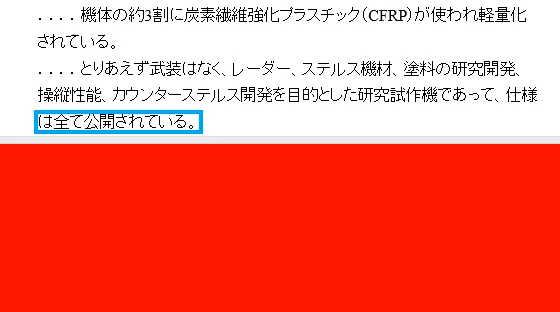 ．．．．機体の約3割に炭素繊維強化プラスチック（CFRP）が使われ軽量化
されている。
．．．．とりあえず武装はなく、レーダー、ステルス機材、塗料の研究開発、
操縦性能、カウンターステルス開発を目的とした研究試作機であって、仕様
は全て公開されている。